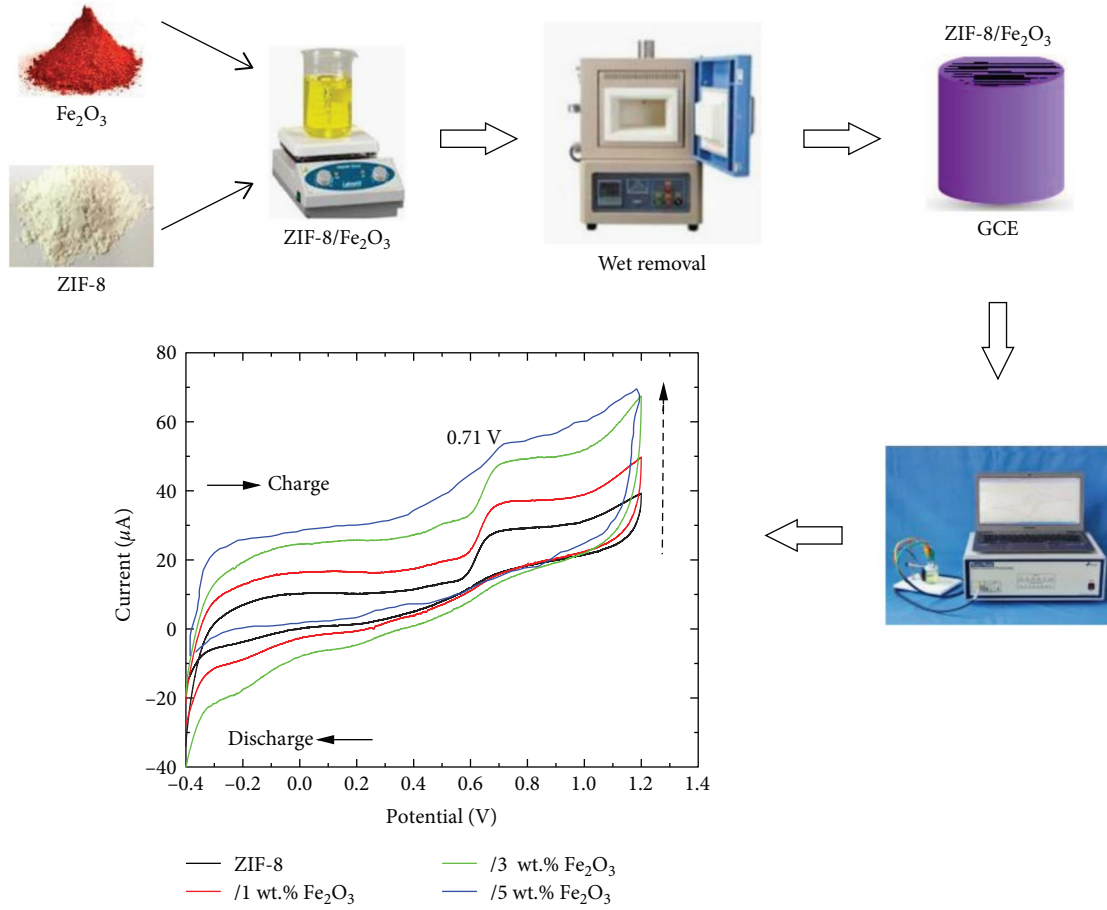 Fe₂O₃
ZIF-8
ZIF-8/Fe₂O₃
Wet removal
ZIF-8/Fe₂O₃
GCE
80
60
40
20
0
−20
−40
Current (μA)
0.71 V
Charge
Discharge
−0.4 −0.2 0.0 0.2 0.4 0.6 0.8 1.0 1.2 1.4
Potential (V)
ZIF-8
/1 wt.% Fe₂O₃
/3 wt.% Fe₂O₃
/5 wt.% Fe₂O₃